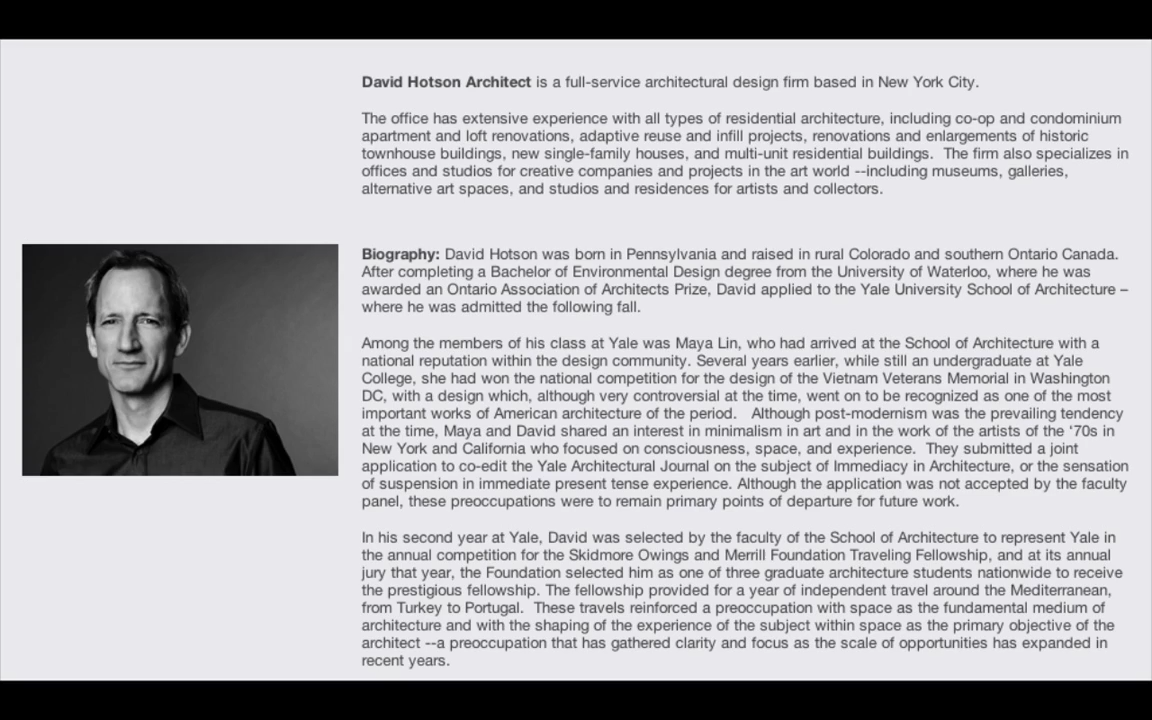 David Hotson Architect is a full-service architectural design firm based in New York City.
The office has extensive experience with all types of residential architecture, including co-op and condominium
apartment and loft renovations, adaptive reuse and infill projects, renovations and enlargements of historic
townhouse buildings, new single-family houses, and multi-unit residential buildings.  The firm also specializes in
offices and studios for creative companies and projects in the art world --including museums, galleries,
alternative art spaces, and studios and residences for artists and collectors.
Biography: David Hotson was born in Pennsylvania and raised in rural Colorado and southern Ontario Canada.
After completing a Bachelor of Environmental Design degree from the University of Waterloo, where he was
awarded an Ontario Association of Architects Prize, David applied to the Yale University School of Architecture –
where he was admitted the following fall.
Among the members of his class at Yale was Maya Lin, who had arrived at the School of Architecture with a
national reputation within the design community. Several years earlier, while still an undergraduate at Yale
College, she had won the national competition for the design of the Vietnam Veterans Memorial in Washington
DC, with a design which, although very controversial at the time, went on to be recognized as one of the most
important works of American architecture of the period.   Although post-modernism was the prevailing tendency
at the time, Maya and David shared an interest in minimalism in art and in the work of the artists of the ‘70s in
New York and California who focused on consciousness, space, and experience.  They submitted a joint
application to co-edit the Yale Architectural Journal on the subject of Immediacy in Architecture, or the sensation
of suspension in immediate present tense experience. Although the application was not accepted by the faculty
panel, these preoccupations were to remain primary points of departure for future work.
In his second year at Yale, David was selected by the faculty of the School of Architecture to represent Yale in
the annual competition for the Skidmore Owings and Merrill Foundation Traveling Fellowship, and at its annual
jury that year, the Foundation selected him as one of three graduate architecture students nationwide to receive
the prestigious fellowship. The fellowship provided for a year of independent travel around the Mediterranean,
from Turkey to Portugal.  These travels reinforced a preoccupation with space as the fundamental medium of
architecture and with the shaping of the experience of the subject within space as the primary objective of the
architect --a preoccupation that has gathered clarity and focus as the scale of opportunities has expanded in
recent years.